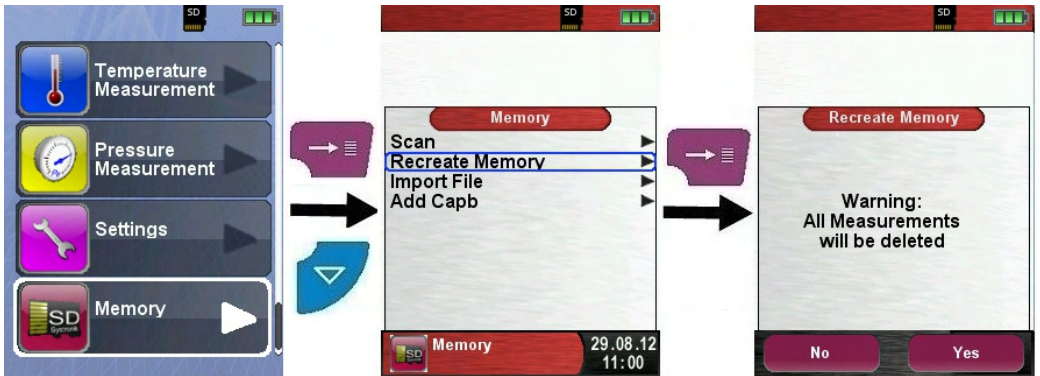 SD
Temperature
Measurement
Pressure
Measurement
Settings
SD
Systronik
Memory
SD
Memory
Scan
Recreate Memory
Import File
Add Capb
SD
Memory
29.08.12
11:00
SD
Recreate Memory
Warning:
All Measurements
will be deleted
No
Yes